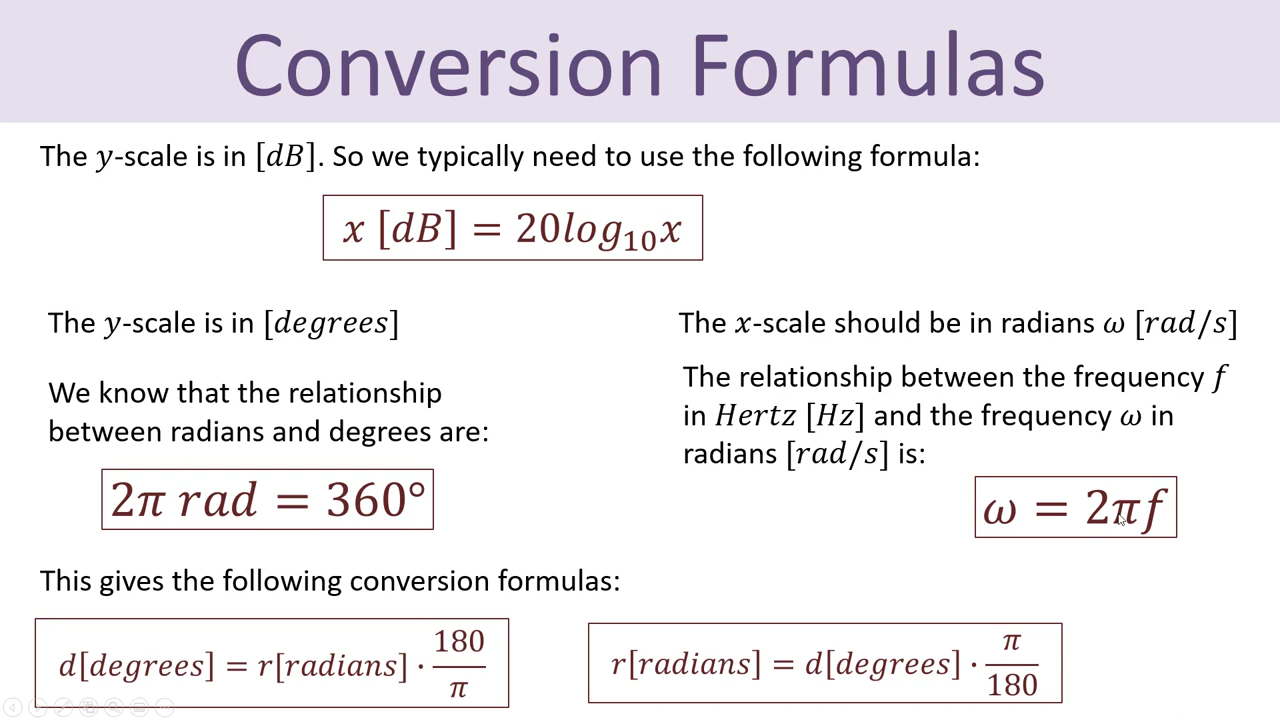 Conversion Formulas
The y-scale is in [dB]. So we typically need to use the following formula:
x [dB] = 20log₁₀x
The y-scale is in [degrees]
We know that the relationship
between radians and degrees are:
2π rad = 360°
The x-scale should be in radians ω [rad/s]
The relationship between the frequency f
in Hertz [Hz] and the frequency ω in
radians [rad/s] is:
ω = 2πf
This gives the following conversion formulas:
d[degrees] = r[radians] · 180/π
r[radians] = d[degrees] · π/180